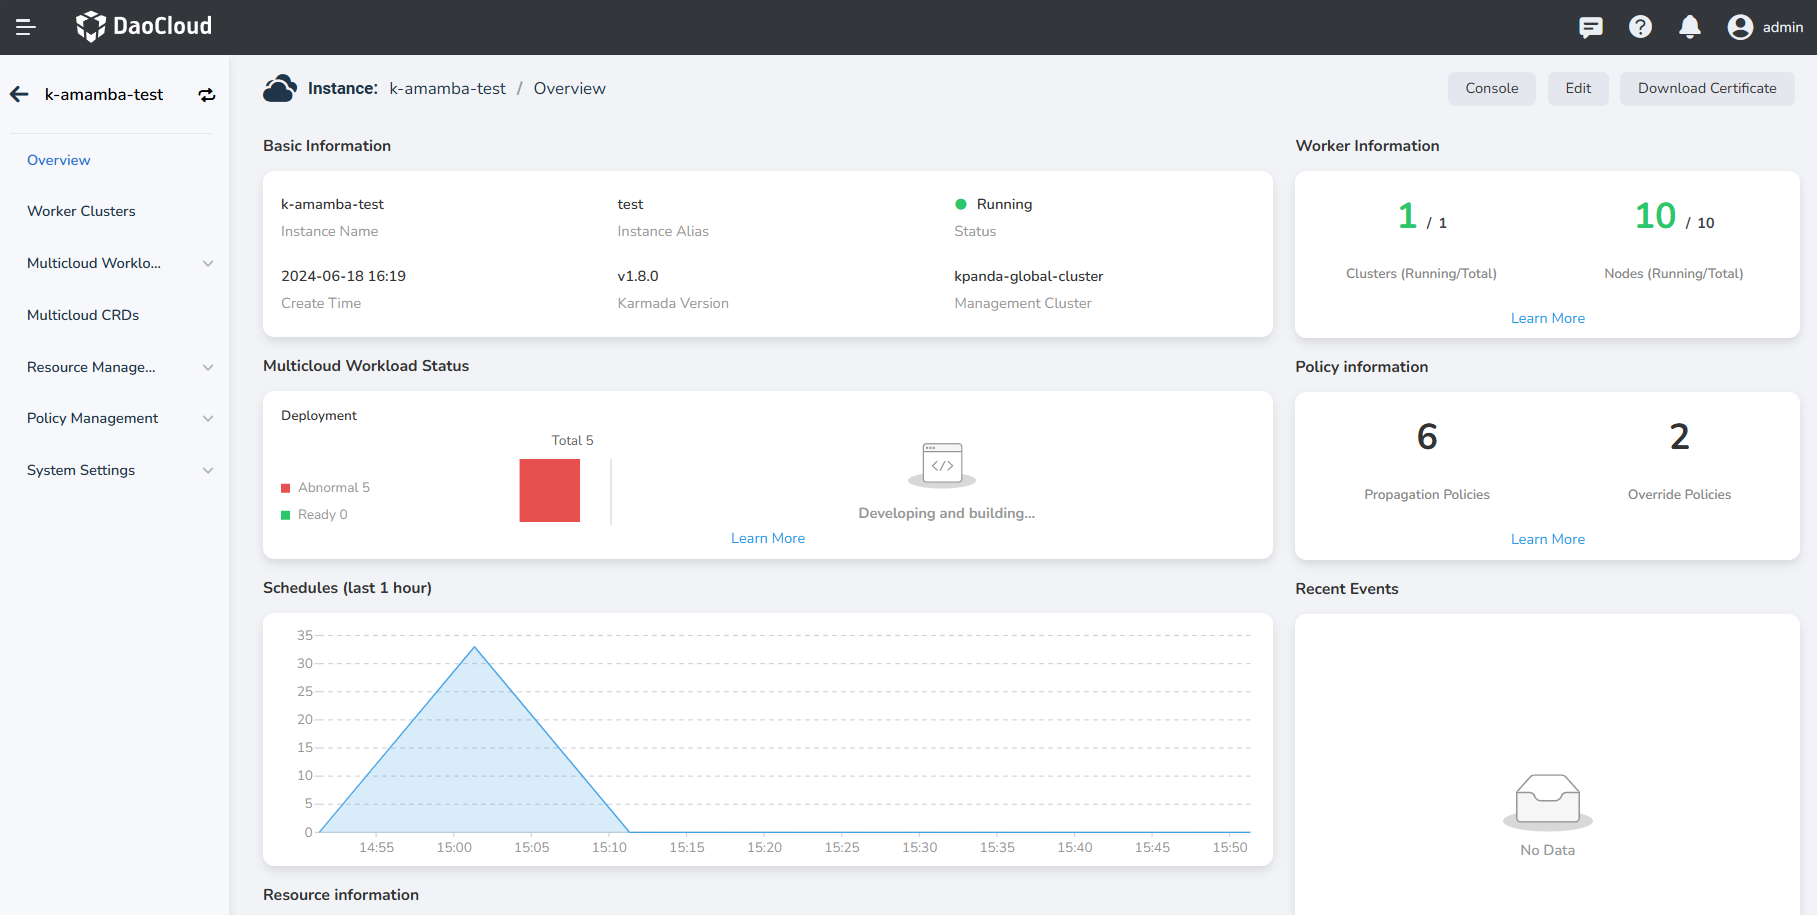 DaoCloud
admin
k-amamba-test
Overview
Worker Clusters
Multicloud Worklo...
Multicloud CRDs
Resource Manage...
Policy Management
System Settings
Instance: k-amamba-test / Overview
Console
Edit
Download Certificate
Basic Information
k-amamba-test
Instance Name
test
Instance Alias
Running
Status
2024-06-18 16:19
Create Time
v1.8.0
Karmada Version
kpanda-global-cluster
Management Cluster
Worker Information
1 / 1
Clusters (Running/Total)
10 / 10
Nodes (Running/Total)
Learn More
Multicloud Workload Status
Deployment
Total 5
Abnormal 5
Ready 0
</>
Developing and building...
Learn More
Policy information
6
Propagation Policies
2
Override Policies
Learn More
Schedules (last 1 hour)
35
30
25
20
15
10
5
0
14:55 15:00 15:05 15:10 15:15 15:20 15:25 15:30 15:35 15:40 15:45 15:50
Recent Events
No Data
Resource information